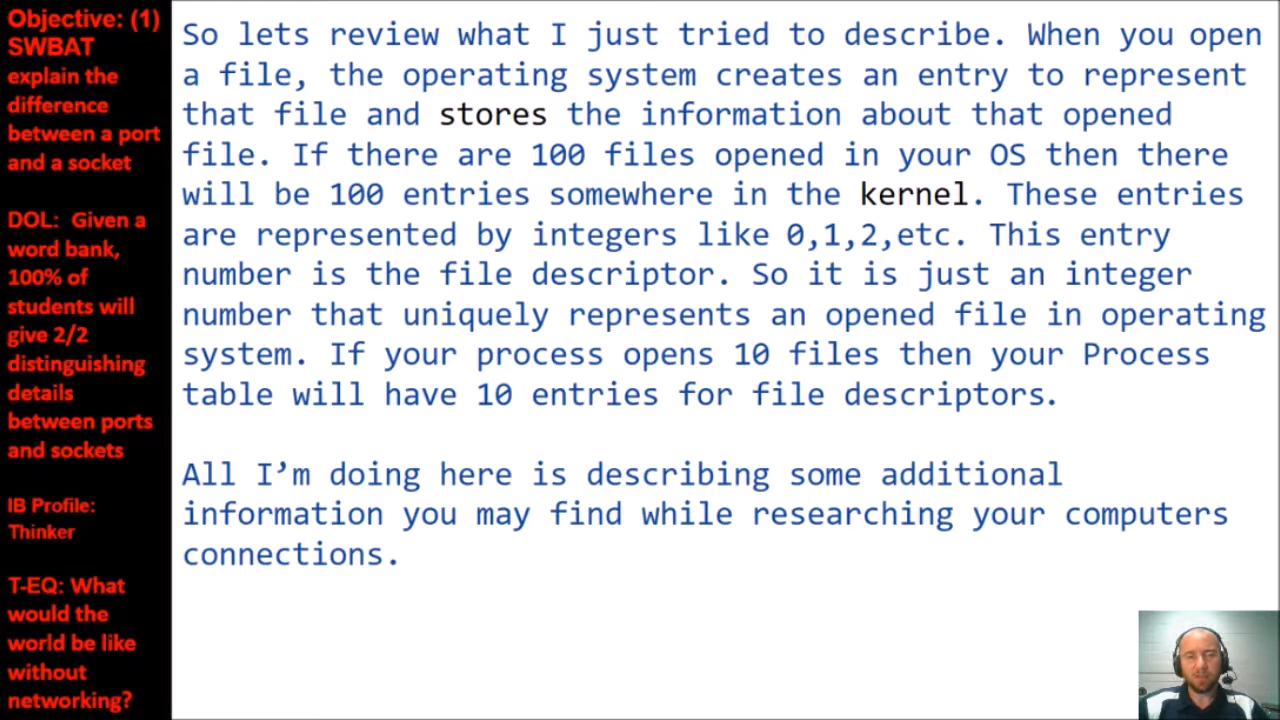 Objective: (1)
SWBAT
explain the
difference
between a port
and a socket
DOL:  Given a
word bank,
100% of
students will
give 2/2
distinguishing
details
between ports
and sockets
IB Profile:
Thinker
T-EQ: What
would the
world be like
without
networking?
So lets review what I just tried to describe. When you open
a file, the operating system creates an entry to represent
that file and stores the information about that opened
file. If there are 100 files opened in your OS then there
will be 100 entries somewhere in the kernel. These entries
are represented by integers like 0,1,2,etc. This entry
number is the file descriptor. So it is just an integer
number that uniquely represents an opened file in operating
system. If your process opens 10 files then your Process
table will have 10 entries for file descriptors.
All I’m doing here is describing some additional
information you may find while researching your computers
connections.